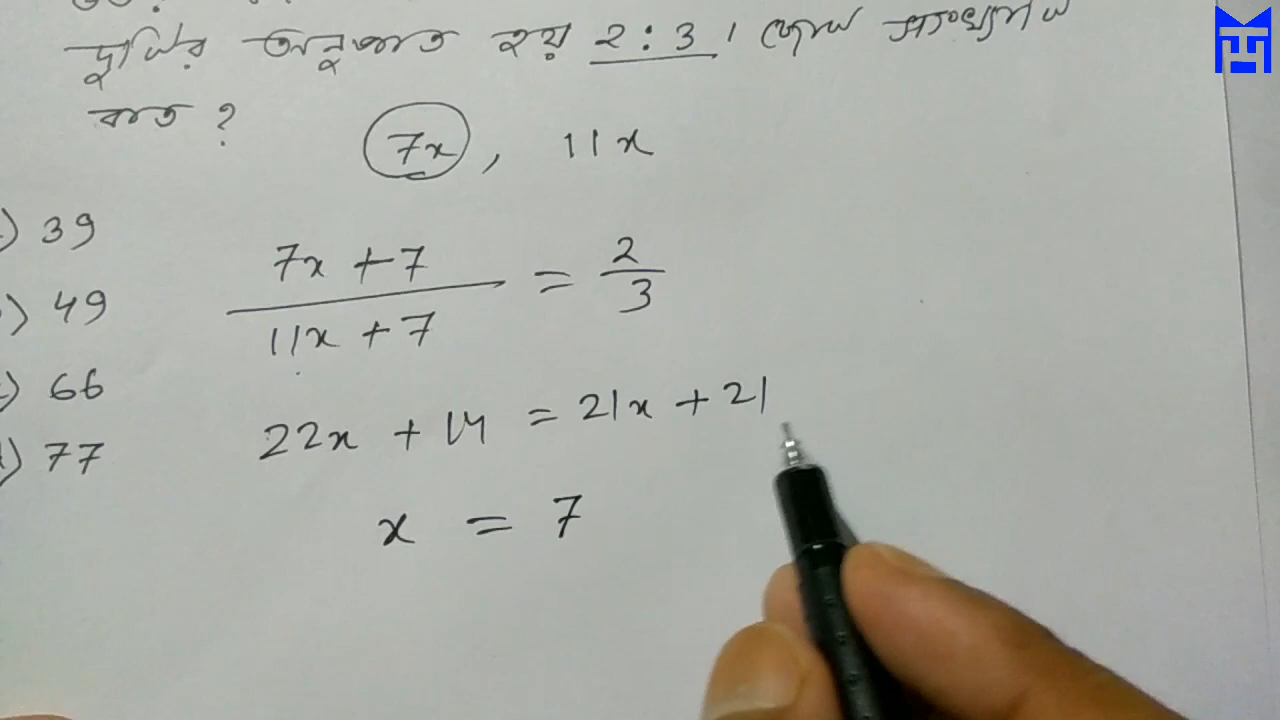 দুটির অনুপাত হয় ২ : 3 । ছোট সংখ্যাটি
কত ?
7x , 11x
) 39
7x + 7
11x + 7
= 2
3
) 49
) 66
22x + 14 = 21x + 21
) 77
x = 7